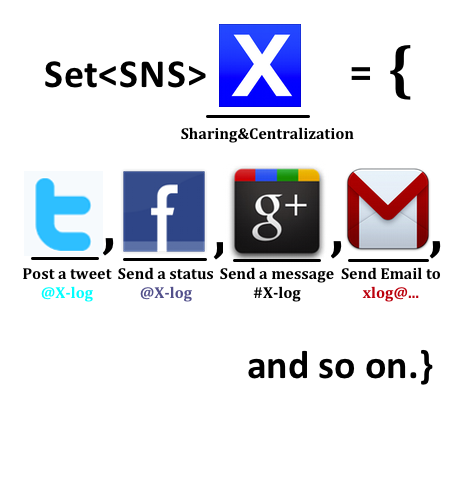 Set<SNS> X = {
Sharing&Centralization
t , f , g+ , M ,
Post a tweet Send a status Send a message Send Email to
@X-log @X-log #X-log xlog@...
and so on.}